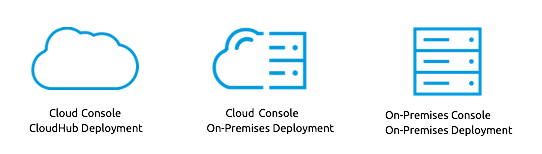 Cloud Console
CloudHub Deployment
Cloud Console
On-Premises Deployment
On-Premises Console
On-Premises Deployment